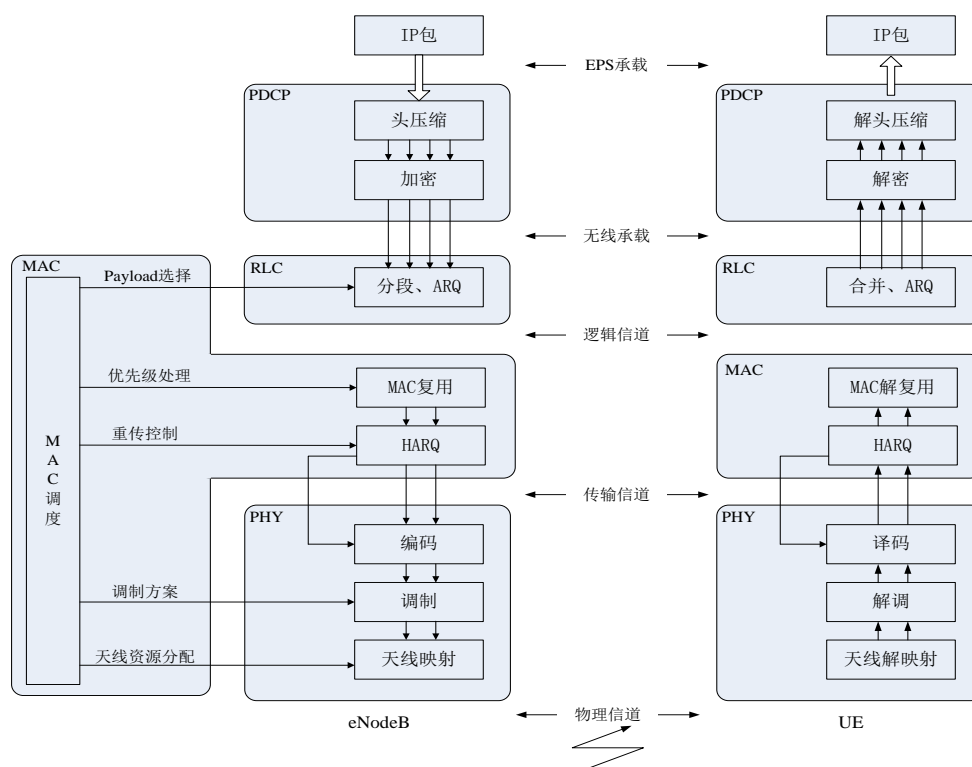 IP包
IP包
EPS承载
PDCP
PDCP
头压缩
解头压缩
加密
解密
无线承载
MAC
RLC
RLC
Payload选择
分段、ARQ
合并、ARQ
逻辑信道
MAC
优先级处理
MAC复用
MAC解复用
重传控制
HARQ
HARQ
MAC调度
传输信道
PHY
PHY
编码
译码
调制方案
调制
解调
天线资源分配
天线映射
天线解映射
物理信道
eNodeB
UE